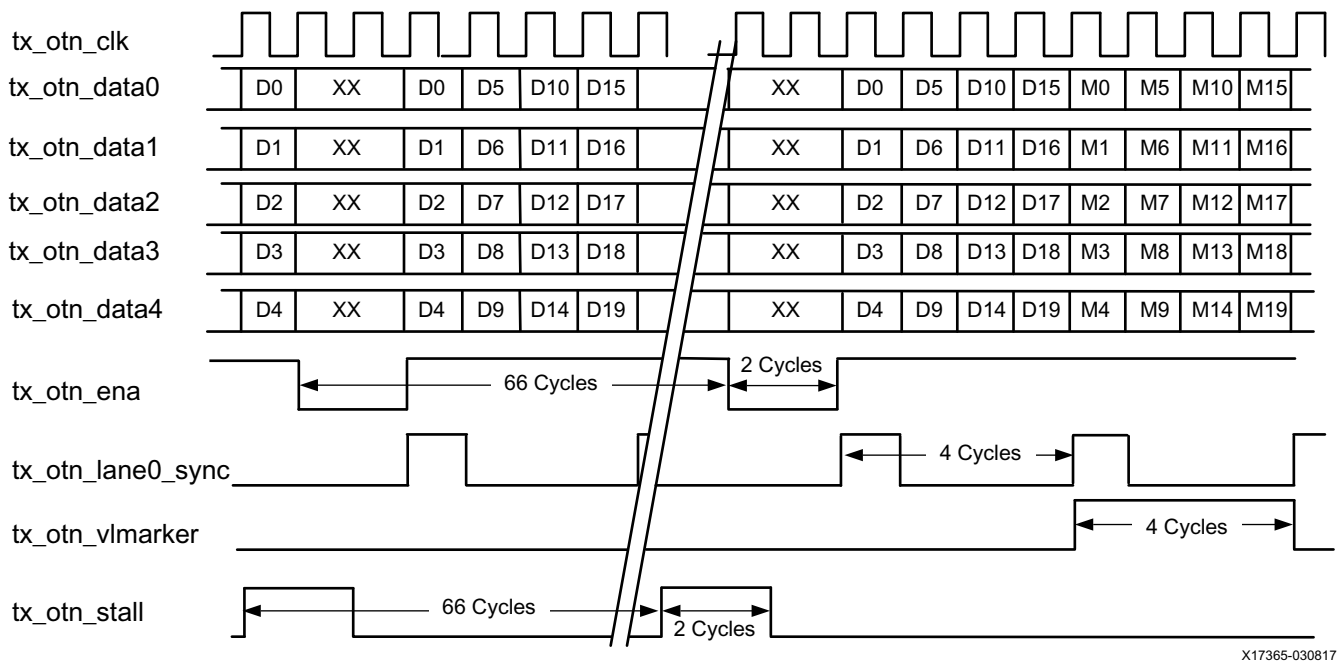 tx_otn_clk
tx_otn_data0 D0 XX D0 D5 D10 D15 XX D0 D5 D10 D15 M0 M5 M10 M15
tx_otn_data1 D1 XX D1 D6 D11 D16 XX D1 D6 D11 D16 M1 M6 M11 M16
tx_otn_data2 D2 XX D2 D7 D12 D17 XX D2 D7 D12 D17 M2 M7 M12 M17
tx_otn_data3 D3 XX D3 D8 D13 D18 XX D3 D8 D13 D18 M3 M8 M13 M18
tx_otn_data4 D4 XX D4 D9 D14 D19 XX D4 D9 D14 D19 M4 M9 M14 M19
tx_otn_ena 66 Cycles 2 Cycles
tx_otn_lane0_sync 4 Cycles
tx_otn_vlmarker 4 Cycles
tx_otn_stall 66 Cycles 2 Cycles
X17365-030817